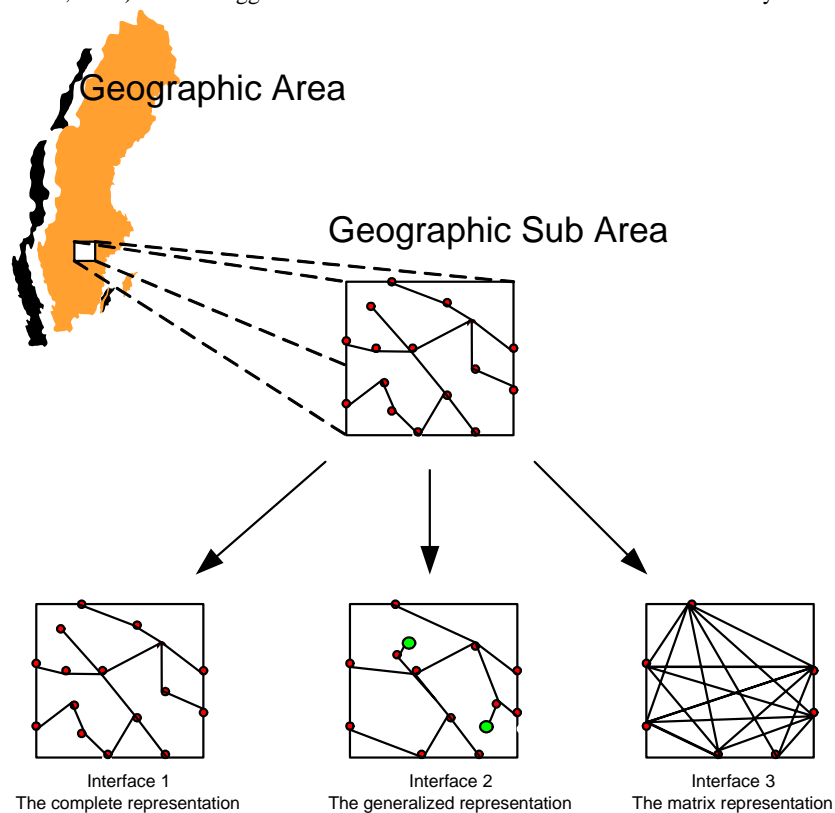 Geographic Area
Geographic Sub Area
Interface 1
The complete representation
Interface 2
The generalized representation
Interface 3
The matrix representation